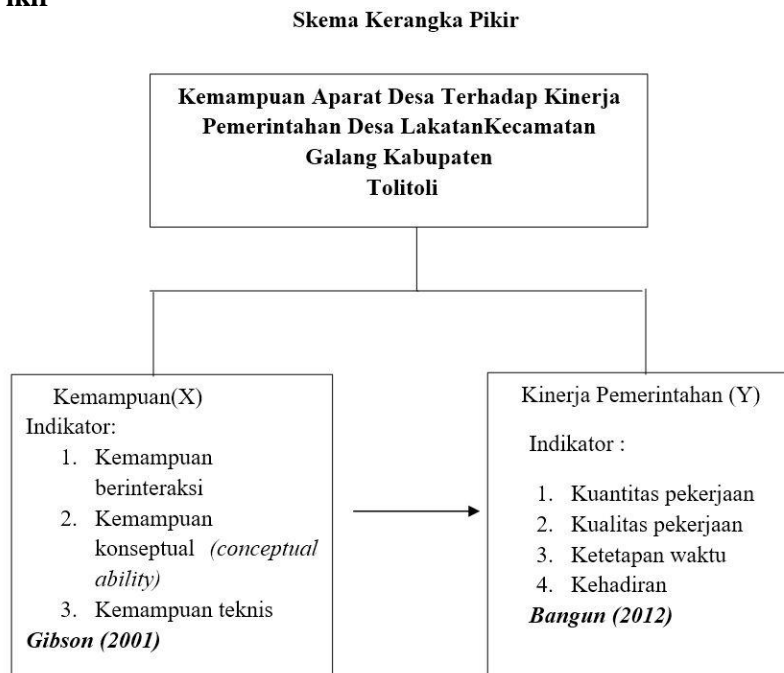 Skema Kerangka Pikir
Kemampuan Aparat Desa Terhadap Kinerja
Pemerintahan Desa LakatanKecamatan
Galang Kabupaten
Tolitoli
Kemampuan(X)
Indikator:
1. Kemampuan
berinteraksi
2. Kemampuan
konseptual (conceptual
ability)
3. Kemampuan teknis
Gibson (2001)
Kinerja Pemerintahan (Y)
Indikator :
1. Kuantitas pekerjaan
2. Kualitas pekerjaan
3. Ketetapan waktu
4. Kehadiran
Bangun (2012)